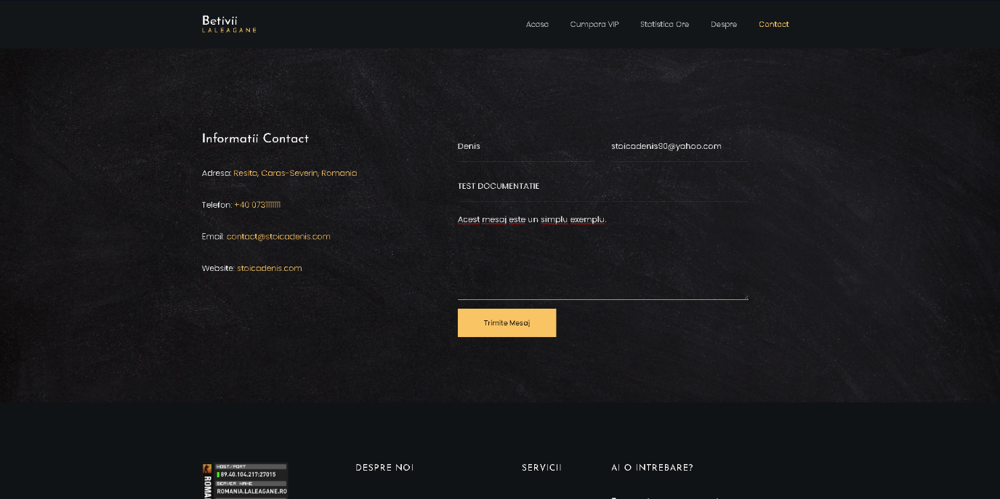 Betivii
LALEAGANE
Acasa
Cumpara VIP
Statistica Ore
Despre
Contact
Informatii Contact
Adresa: Resita, Caras-Severin, Romania
Telefon: +40 0731111111
Email: contact@stoicadenis.com
Website: stoicadenis.com
Denis
stoicadenis90@yahoo.com
TEST DOCUMENTATIE
Acest mesaj este un simplu exemplu.
Trimite Mesaj
HOST/PORT
89.40.104.217:27015
SERVER NAME
ROMANIA.LALEAGANE.RO
DESPRE NOI
SERVICII
AI O INTREBARE?